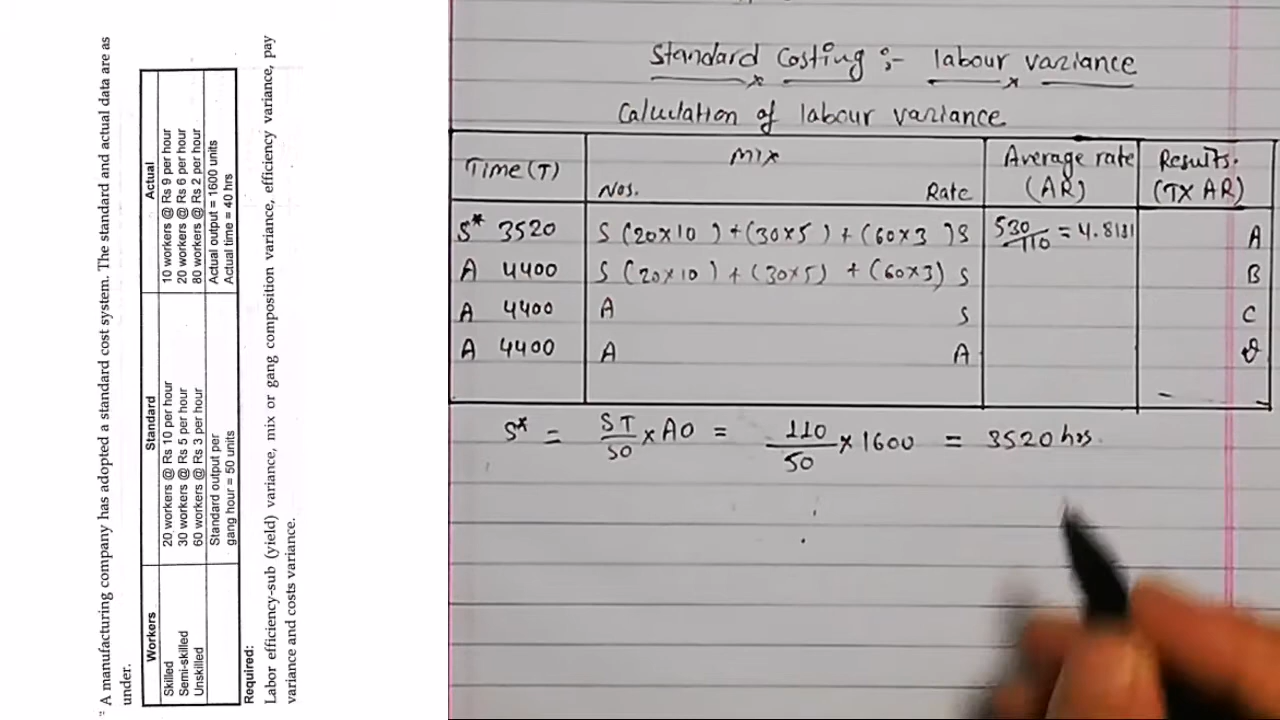 " A manufacturing company has adopted a standard cost system. The standard and actual data are as
under.
Workers Standard Actual
Skilled 20 workers @ Rs 10 per hour 10 workers @ Rs 9 per hour
Semi-skilled 30 workers @ Rs 5 per hour 20 workers @ Rs 6 per hour
Unskilled 60 workers @ Rs 3 per hour 80 workers @ Rs 2 per hour
Standard output per Actual output = 1600 units
gang hour = 50 units Actual time = 40 hrs
Required:
Labor efficiency-sub (yield) variance, mix or gang composition variance, efficiency variance, pay
variance and costs variance.
Standard Costing :- labour variance
Calculation of labour variance
Time (T) Mix Average rate Results.
Nos. Rate (AR) (TX AR)
S* 3520 S (20x10) + (30x5) + (60x3) S 530/110 = 4.8181 A
A 4400 S (20x10) + (30x5) + (60x3) S B
A 4400 A S C
A 4400 A A D
S* = ST/SO x AO = 110/50 x 1600 = 3520 hrs.